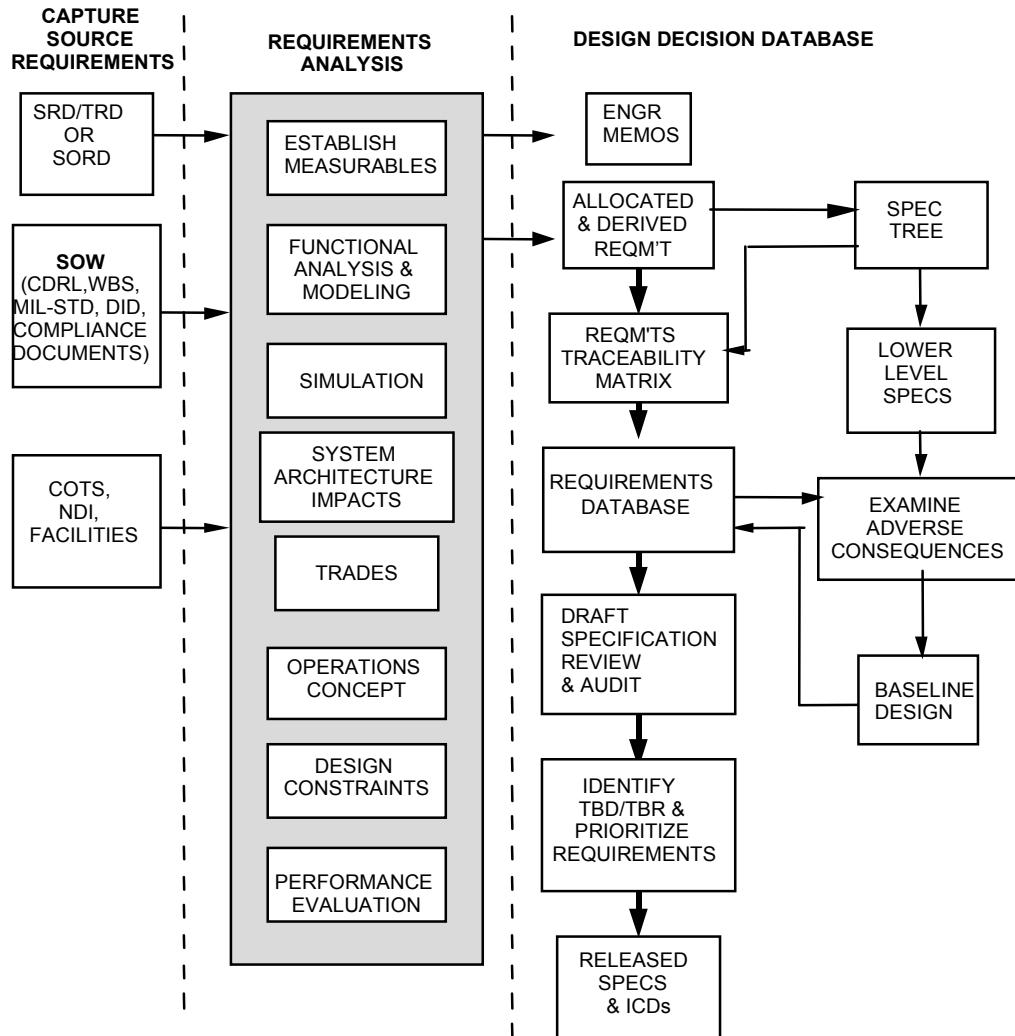 CAPTURE
SOURCE
REQUIREMENTS
REQUIREMENTS
ANALYSIS
DESIGN DECISION DATABASE
SRD/TRD
OR
SORD
SOW
(CDRL,WBS,
MIL-STD, DID,
COMPLIANCE
DOCUMENTS)
COTS,
NDI,
FACILITIES
ESTABLISH
MEASURABLES
FUNCTIONAL
ANALYSIS &
MODELING
SIMULATION
SYSTEM
ARCHITECTURE
IMPACTS
TRADES
OPERATIONS
CONCEPT
DESIGN
CONSTRAINTS
PERFORMANCE
EVALUATION
ENGR
MEMOS
ALLOCATED
& DERIVED
REQM’T
REQM'TS
TRACEABILITY
MATRIX
REQUIREMENTS
DATABASE
DRAFT
SPECIFICATION
REVIEW
& AUDIT
IDENTIFY
TBD/TBR &
PRIORITIZE
REQUIREMENTS
RELEASED
SPECS
& ICDs
SPEC
TREE
LOWER
LEVEL
SPECS
EXAMINE
ADVERSE
CONSEQUENCES
BASELINE
DESIGN